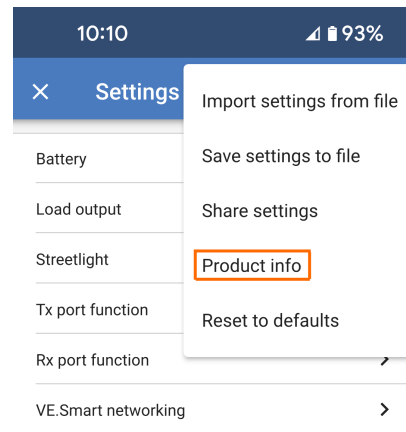 10:10
93%
Settings
Import settings from file
Save settings to file
Share settings
Product info
Reset to defaults
Battery
Load output
Streetlight
Tx port function
Rx port function
VE.Smart networking